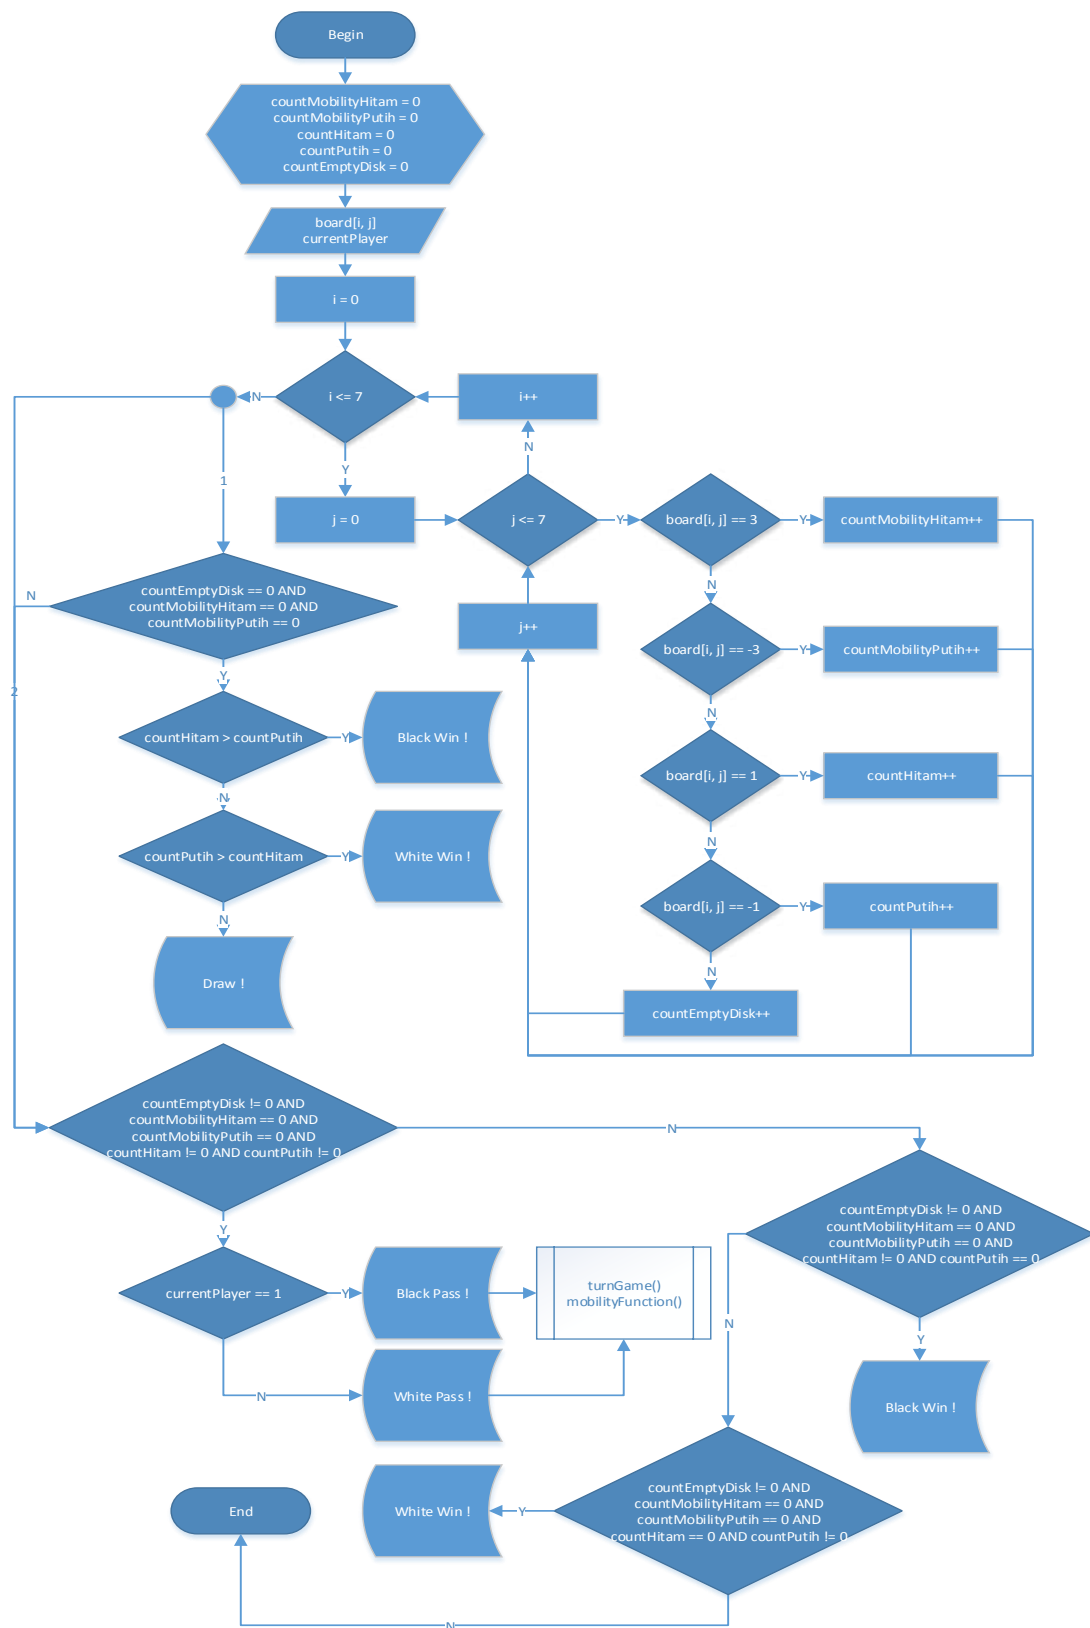 Begin
countMobilityHitam = 0
countMobilityPutih = 0
countHitam = 0
countPutih = 0
countEmptyDisk = 0
board[i, j]
currentPlayer
i = 0
i <= 7
N
i++
Y
N
1
j = 0
j <= 7
Y
board[i, j] == 3
Y
countMobilityHitam++
N
countEmptyDisk == 0 AND
countMobilityHitam == 0 AND
countMobilityPutih == 0
N
j++
board[i, j] == -3
Y
countMobilityPutih++
Y
2
N
countHitam > countPutih
Y
Black Win !
board[i, j] == 1
Y
countHitam++
N
N
countPutih > countHitam
Y
White Win !
board[i, j] == -1
Y
countPutih++
N
N
Draw !
countEmptyDisk++
countEmptyDisk != 0 AND
countMobilityHitam == 0 AND
countMobilityPutih == 0 AND
countHitam != 0 AND countPutih != 0
N
countEmptyDisk != 0 AND
countMobilityHitam == 0 AND
countMobilityPutih == 0 AND
countHitam != 0 AND countPutih == 0
Y
currentPlayer == 1
Y
Black Pass !
turnGame()
mobilityFunction()
N
Y
N
White Pass !
Black Win !
countEmptyDisk != 0 AND
countMobilityHitam == 0 AND
countMobilityPutih == 0 AND
countHitam == 0 AND countPutih != 0
Y
White Win !
End
N